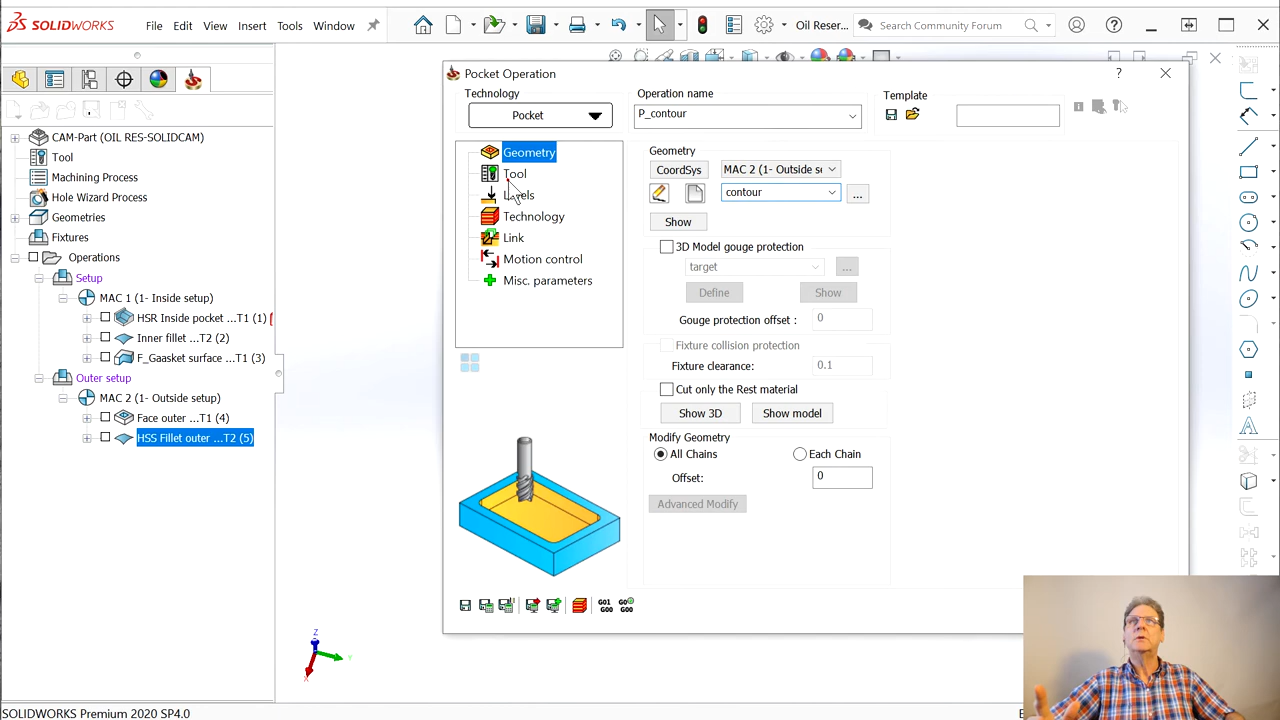 SOLIDWORKS File Edit View Insert Tools Window Oil Reser... Search Community Forum ?
Pocket Operation ?
Technology Operation name Template
Pocket P_contour
CAM-Part (OIL RES-SOLIDCAM)
Tool
Machining Process
Hole Wizard Process
Geometries
Fixtures
Operations
Setup
MAC 1 (1- Inside setup)
HSR Inside pocket ...T1 (1)
Inner fillet ...T2 (2)
F_Gaasket surface ...T1 (3)
Outer setup
MAC 2 (1- Outside setup)
Face outer ...T1 (4)
HSS Fillet outer ...T2 (5)
Geometry
Tool
Levels
Technology
Link
Motion control
Misc. parameters
Geometry
CoordSys MAC 2 (1- Outside se
contour ...
Show
3D Model gouge protection
target ...
Define Show
Gouge protection offset : 0
Fixture collision protection
Fixture clearance: 0.1
Cut only the Rest material
Show 3D Show model
Modify Geometry
All Chains Each Chain
Offset: 0
Advanced Modify
G01 G00
Z
X
SOLIDWORKS Premium 2020 SP4.0